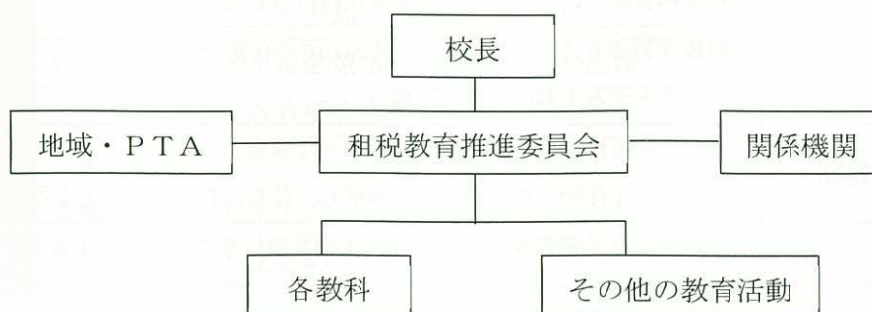 校長
地域・ＰＴＡ
租税教育推進委員会
関係機関
各教科
その他の教育活動